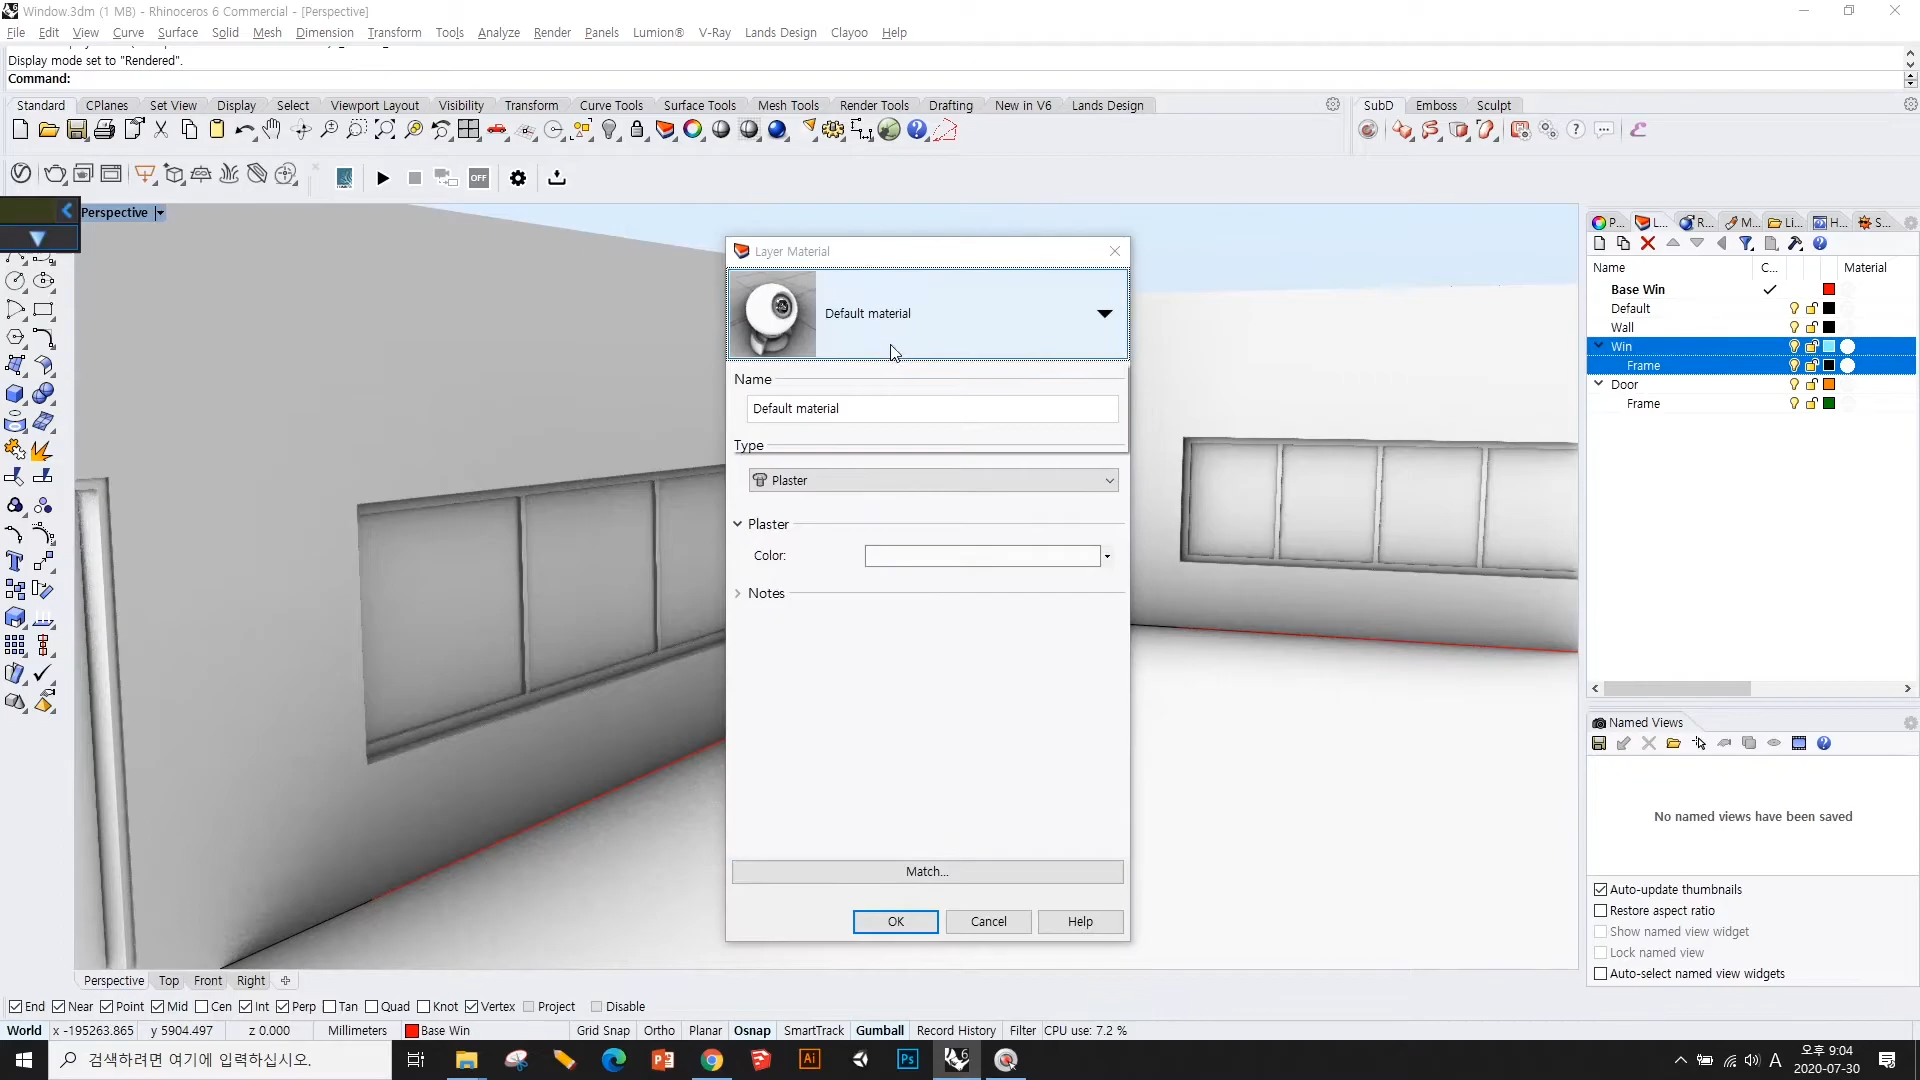 Window.3dm (1 MB) - Rhinoceros 6 Commercial - [Perspective]
File Edit View Curve Surface Solid Mesh Dimension Transform Tools Analyze Render Panels Lumion® V-Ray Lands Design Clayoo Help
Display mode set to "Rendered".
Command:
Standard CPlanes Set View Display Select Viewport Layout Visibility Transform Curve Tools Surface Tools Mesh Tools Render Tools Drafting New in V6 Lands Design SubD Emboss Sculpt
OFF
Perspective
P... L... R... M... Li... H... S...
Layer Material
Name C... Material
Base Win
Default material
Default
Wall
Win
Frame
Name
Door
Default material
Frame
Type
Plaster
Plaster
Color:
Notes
Named Views
No named views have been saved
Match...
Auto-update thumbnails
Restore aspect ratio
OK Cancel Help
Show named view widget
Lock named view
Auto-select named view widgets
Perspective Top Front Right
End Near Point Mid Cen Int Perp Tan Quad Knot Vertex Project Disable
World x -195263.865 y 5904.497 z 0.000 Millimeters Base Win Grid Snap Ortho Planar Osnap SmartTrack Gumball Record History Filter CPU use: 7.2 %
검색하려면 여기에 입력하십시오.
Ai Ps 6 A 오후 9:04
2020-07-30